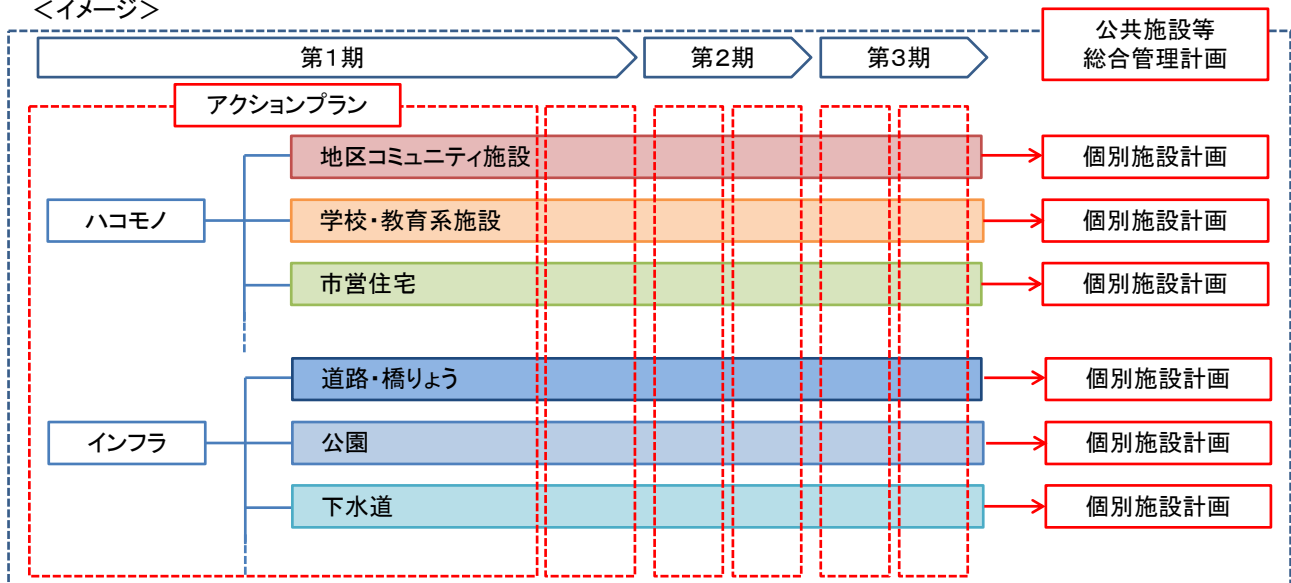 ＜イメージ＞
公共施設等
総合管理計画
第1期
第2期
第3期
アクションプラン
地区コミュニティ施設
個別施設計画
ハコモノ
学校・教育系施設
個別施設計画
市営住宅
個別施設計画
道路・橋りょう
個別施設計画
インフラ
公園
個別施設計画
下水道
個別施設計画